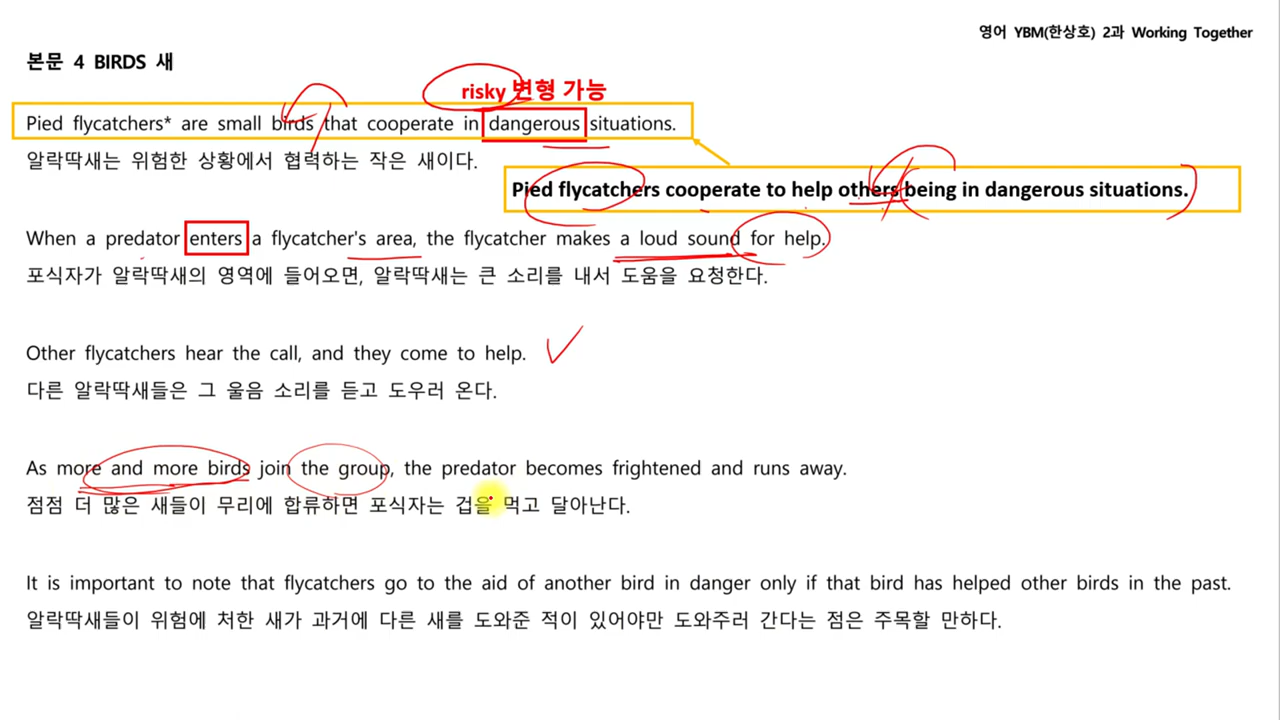 영어 YBM(한상호) 2과 Working Together
본문 4 BIRDS 새
risky 변형 가능
Pied flycatchers* are small birds that cooperate in dangerous situations.
알락딱새는 위험한 상황에서 협력하는 작은 새이다.
Pied flycatchers cooperate to help others being in dangerous situations.
When a predator enters a flycatcher's area, the flycatcher makes a loud sound for help.
포식자가 알락딱새의 영역에 들어오면, 알락딱새는 큰 소리를 내서 도움을 요청한다.
Other flycatchers hear the call, and they come to help.
다른 알락딱새들은 그 울음 소리를 듣고 도우러 온다.
As more and more birds join the group, the predator becomes frightened and runs away.
점점 더 많은 새들이 무리에 합류하면 포식자는 겁을 먹고 달아난다.
It is important to note that flycatchers go to the aid of another bird in danger only if that bird has helped other birds in the past.
알락딱새들이 위험에 처한 새가 과거에 다른 새를 도와준 적이 있어야만 도와주러 간다는 점은 주목할 만하다.